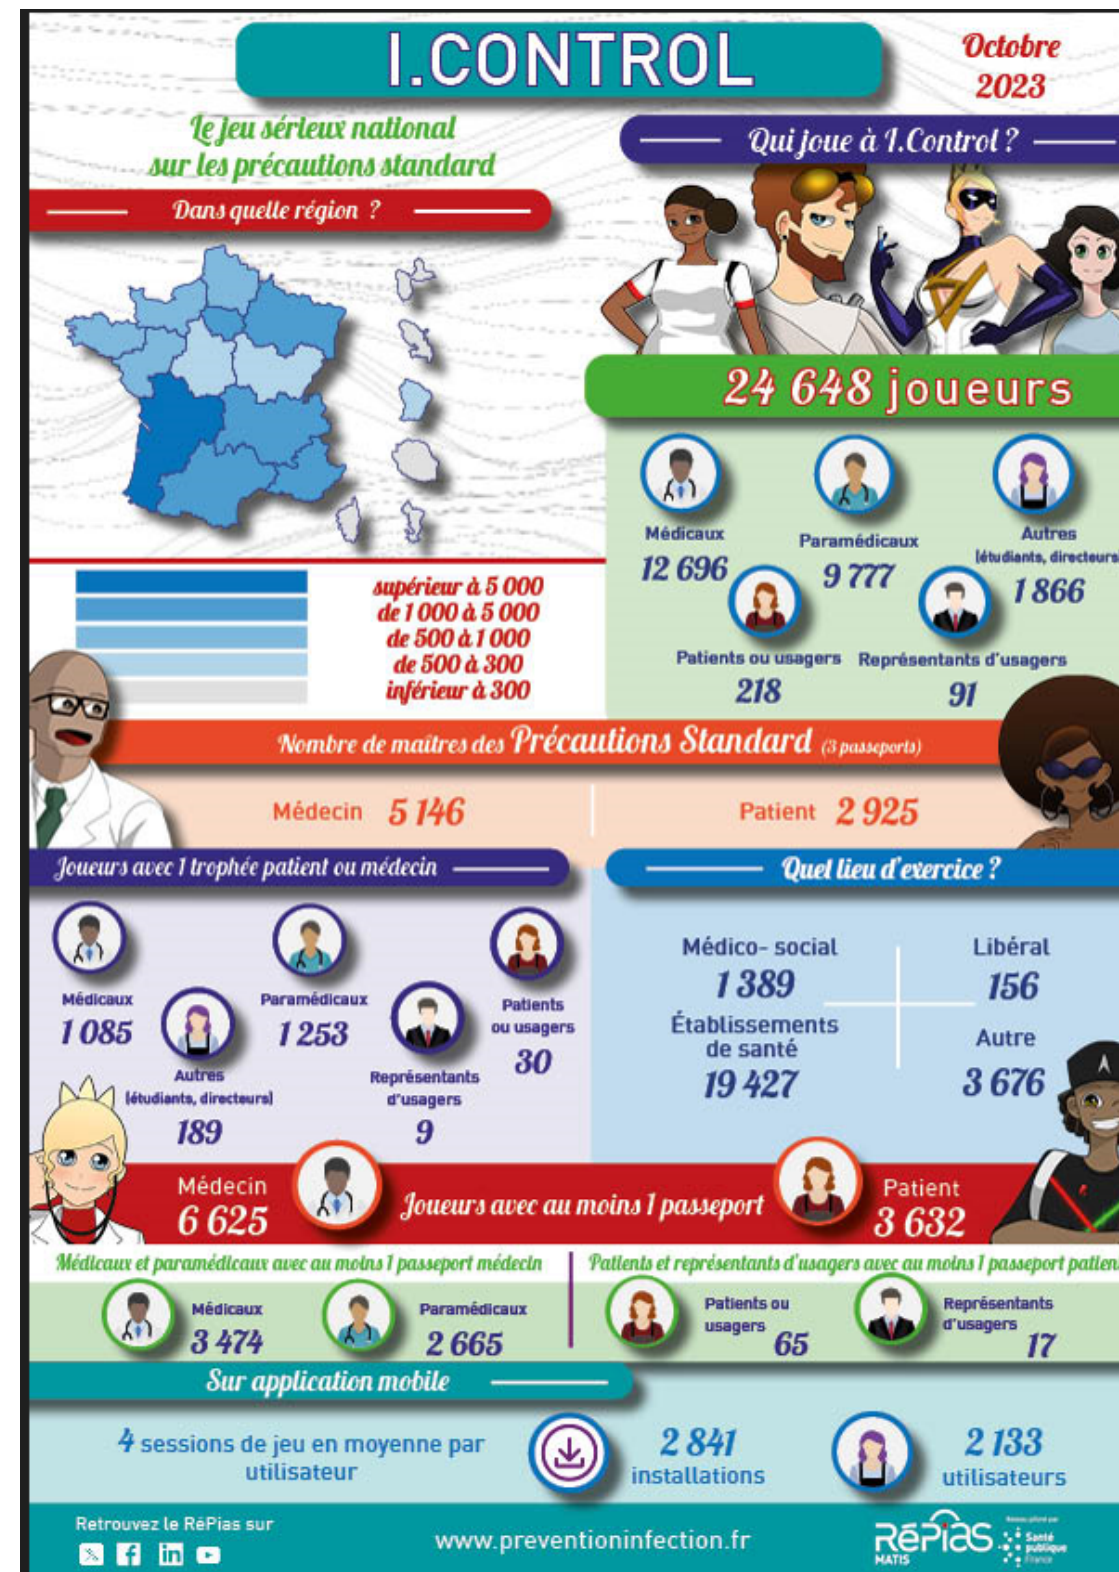 I.CONTROL
Octobre
2023
Le jeu sérieux national
sur les précautions standard
Dans quelle région ?
supérieur à 5 000
de 1 000 à 5 000
de 500 à 1 000
de 500 à 300
inférieur à 300
Qui joue à I.Control ?
24 648 joueurs
Médicaux
12 696
Paramédicaux
9 777
Autres
(étudiants, directeurs)
1 866
Patients ou usagers
218
Représentants d'usagers
91
Nombre de maîtres des Précautions Standard (3 passeports)
Médecin 5 146
Patient 2 925
Joueurs avec 1 trophée patient ou médecin
Médicaux
1 085
Autres
(étudiants, directeurs)
189
Paramédicaux
1 253
Représentants
d'usagers
9
Patients
ou usagers
30
Quel lieu d'exercice ?
Médico- social
1 389
Libéral
156
Établissements
de santé
19 427
Autre
3 676
Médecin
6 625
Joueurs avec au moins 1 passeport
Patient
3 632
Médicaux et paramédicaux avec au moins 1 passeport médecin
Médicaux
3 474
Paramédicaux
2 665
Patients et représentants d'usagers avec au moins 1 passeport patien
Patients ou
usagers
65
Représentants
d'usagers
17
Sur application mobile
4 sessions de jeu en moyenne par
utilisateur
2 841
installations
2 133
utilisateurs
Retrouvez le RéPias sur
www.preventioninfection.fr
RéPiAS
MATIS
Santé
publique
France